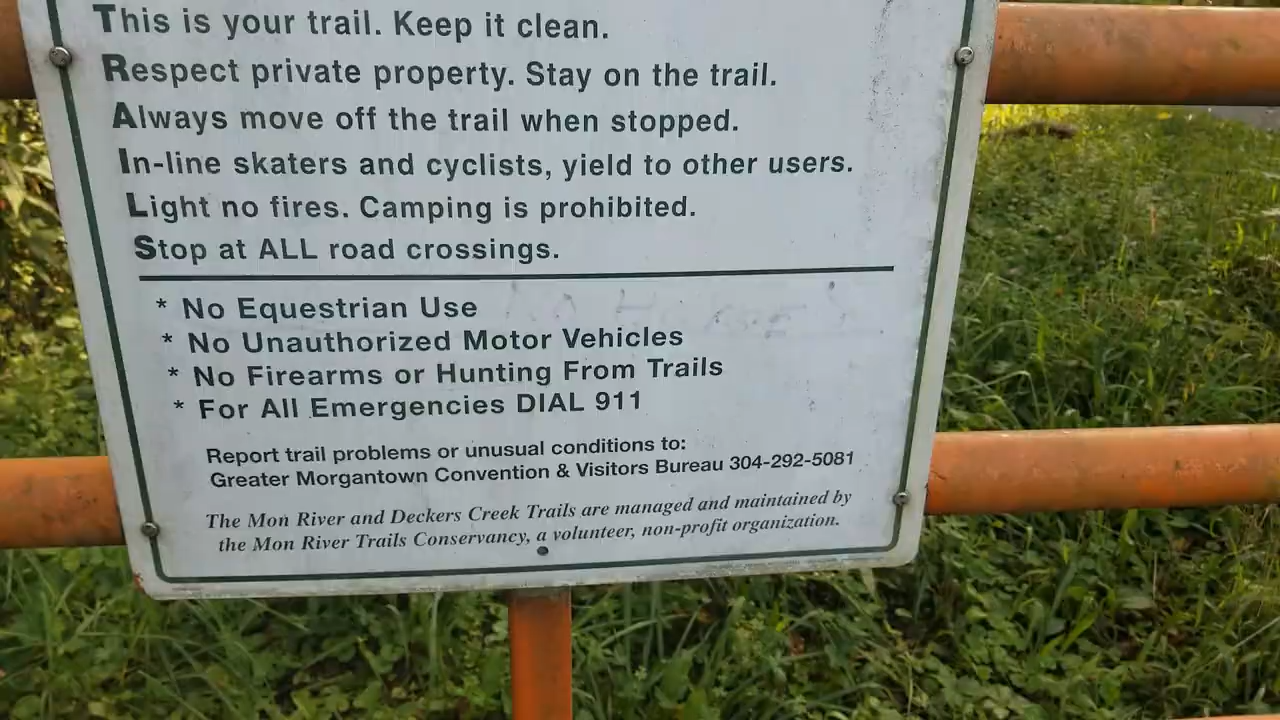 This is your trail. Keep it clean.
Respect private property. Stay on the trail.
Always move off the trail when stopped.
In-line skaters and cyclists, yield to other users.
Light no fires. Camping is prohibited.
Stop at ALL road crossings.
* No Equestrian Use
* No Unauthorized Motor Vehicles
* No Firearms or Hunting From Trails
* For All Emergencies DIAL 911
Report trail problems or unusual conditions to:
Greater Morgantown Convention & Visitors Bureau 304-292-5081
The Mon River and Deckers Creek Trails are managed and maintained by
the Mon River Trails Conservancy, a volunteer, non-profit organization.